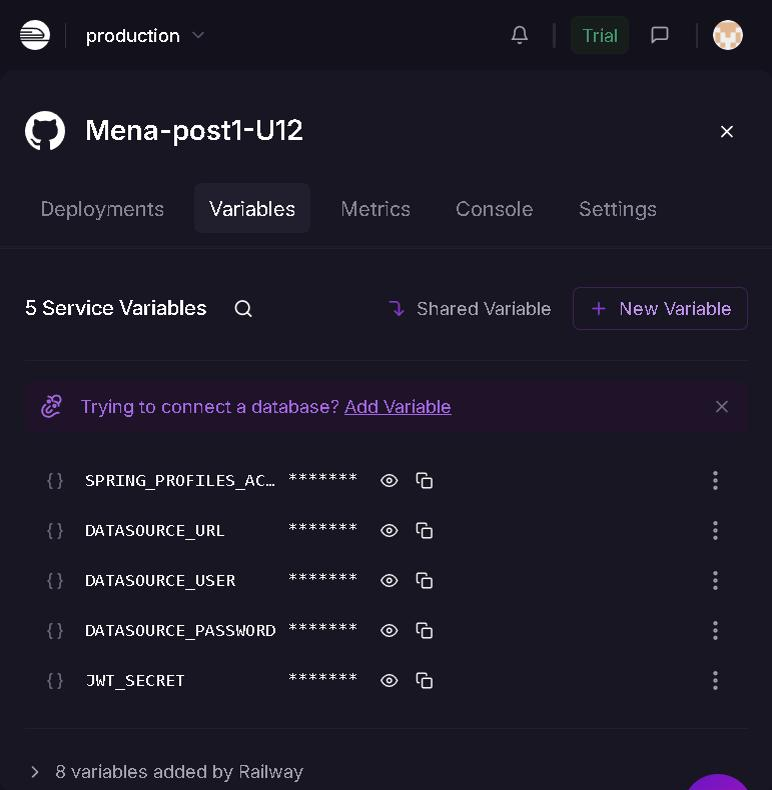 production
Trial
Mena-post1-U12
Deployments Variables Metrics Console Settings
5 Service Variables Shared Variable + New Variable
Trying to connect a database? Add Variable
{} SPRING_PROFILES_AC… *******
{} DATASOURCE_URL *******
{} DATASOURCE_USER *******
{} DATASOURCE_PASSWORD *******
{} JWT_SECRET *******
8 variables added by Railway